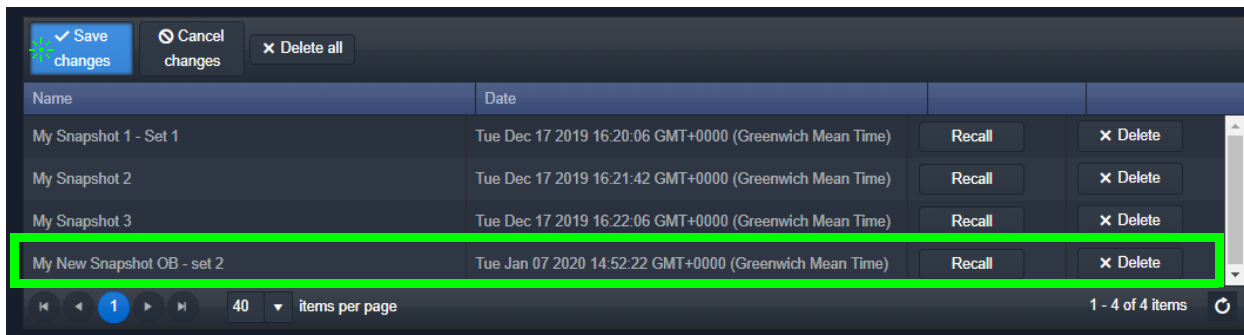 Save changes
Cancel changes
Delete all
Name Date
My Snapshot 1 - Set 1 Tue Dec 17 2019 16:20:06 GMT+0000 (Greenwich Mean Time) Recall Delete
My Snapshot 2 Tue Dec 17 2019 16:21:42 GMT+0000 (Greenwich Mean Time) Recall Delete
My Snapshot 3 Tue Dec 17 2019 16:22:06 GMT+0000 (Greenwich Mean Time) Recall Delete
My New Snapshot OB - set 2 Tue Jan 07 2020 14:52:22 GMT+0000 (Greenwich Mean Time) Recall Delete
1 40 items per page 1 - 4 of 4 items